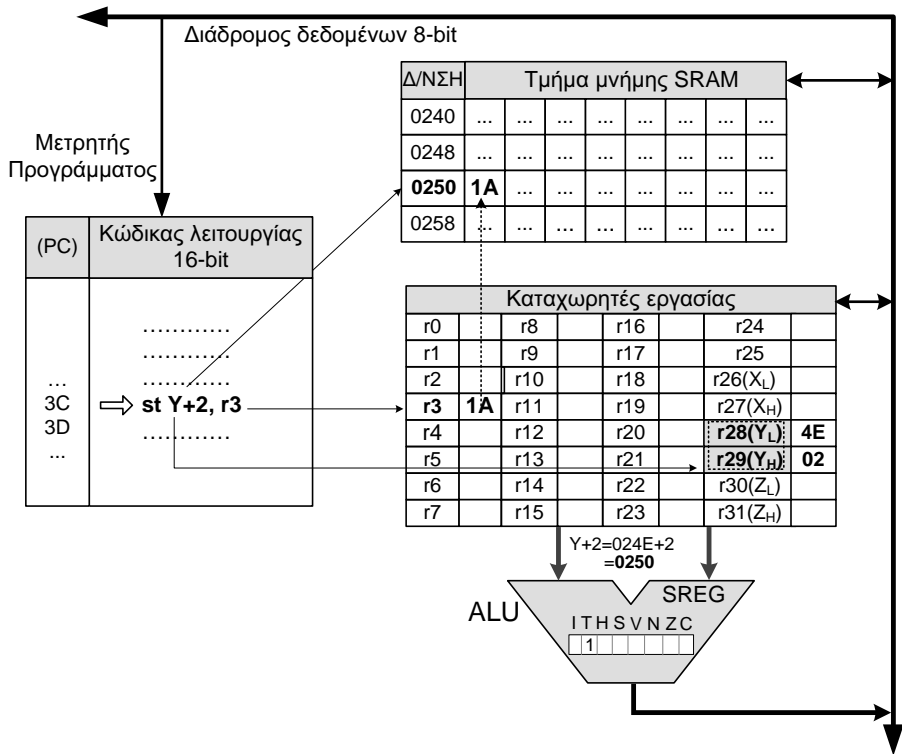 Διάδρομος δεδομένων 8-bit
Δ/ΝΣΗ Τμήμα μνήμης SRAM
0240 ... ... ... ... ... ... ... ...
0248 ... ... ... ... ... ... ... ...
0250 1A ... ... ... ... ... ... ...
0258 ... ... ... ... ... ... ... ...
Μετρητής
Προγράμματος
(PC) Κώδικας λειτουργίας
16-bit
............
............
... ............
3C st Y+2, r3
3D ............
...
Καταχωρητές εργασίας
r0 r8 r16 r24
r1 r9 r17 r25
r2 r10 r18 r26(XL)
r3 1A r11 r19 r27(XH)
r4 r12 r20 r28(YL) 4E
r5 r13 r21 r29(YH) 02
r6 r14 r22 r30(ZL)
r7 r15 r23 r31(ZH)
Y+2=024E+2
=0250
ALU SREG
I T H S V N Z C
1